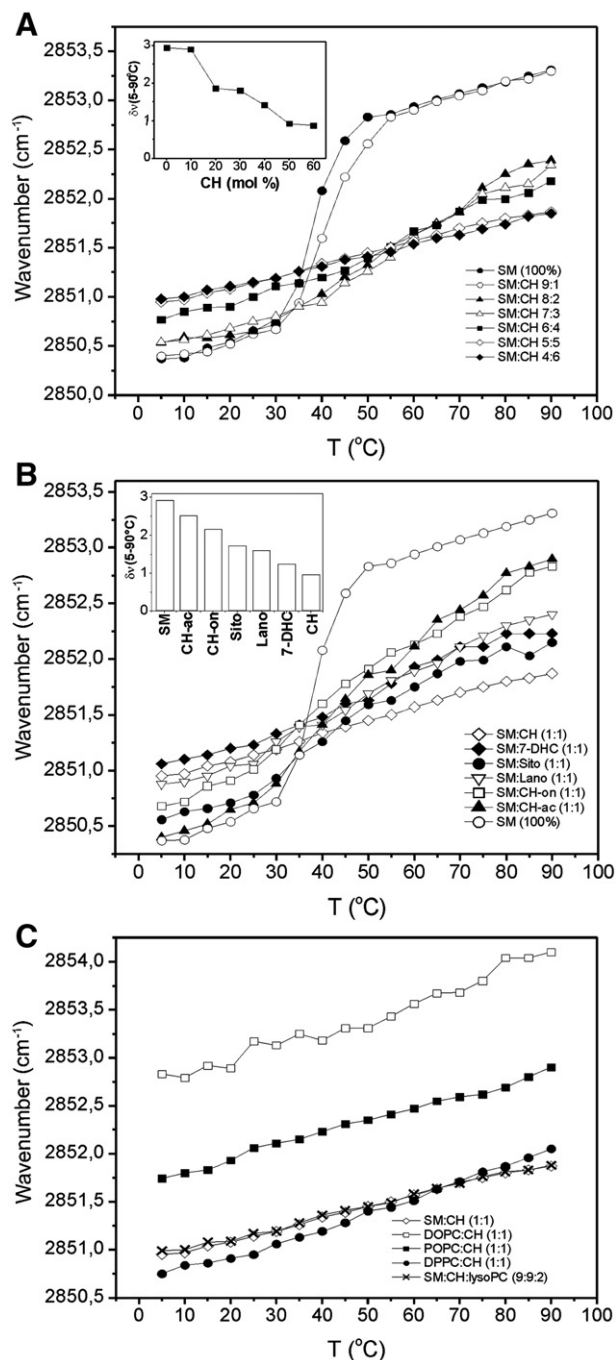 A
2853,5
2853,0
2852,5
2852,0
2851,5
2851,0
2850,5
2850,0
Wavenumber (cm⁻¹)
δν(5-90°C)
3
2
1
0
0 10 20 30 40 50 60
CH (mol %)
SM (100%)
SM:CH 9:1
SM:CH 8:2
SM:CH 7:3
SM:CH 6:4
SM:CH 5:5
SM:CH 4:6
0 10 20 30 40 50 60 70 80 90 100
T (°C)
B
2853,5
2853,0
2852,5
2852,0
2851,5
2851,0
2850,5
Wavenumber (cm⁻¹)
δν(5-90°C)
3
2
1
0
SM CH-ac CH-on Sito Lano 7-DHC CH
SM:CH (1:1)
SM:7-DHC (1:1)
SM:Sito (1:1)
SM:Lano (1:1)
SM:CH-on (1:1)
SM:CH-ac (1:1)
SM (100%)
0 10 20 30 40 50 60 70 80 90 100
T (°C)
C
2854,0
2853,5
2853,0
2852,5
2852,0
2851,5
2851,0
2850,5
Wavenumber (cm⁻¹)
SM:CH (1:1)
DOPC:CH (1:1)
POPC:CH (1:1)
DPPC:CH (1:1)
SM:CH:lysoPC (9:9:2)
0 10 20 30 40 50 60 70 80 90 100
T (°C)